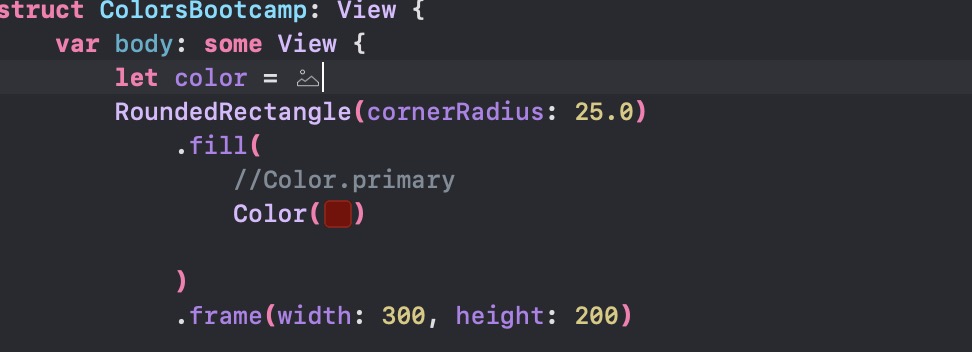 struct ColorsBootcamp: View {
var body: some View {
let color =
RoundedRectangle(cornerRadius: 25.0)
.fill(
//Color.primary
Color( )
)
.frame(width: 300, height: 200)